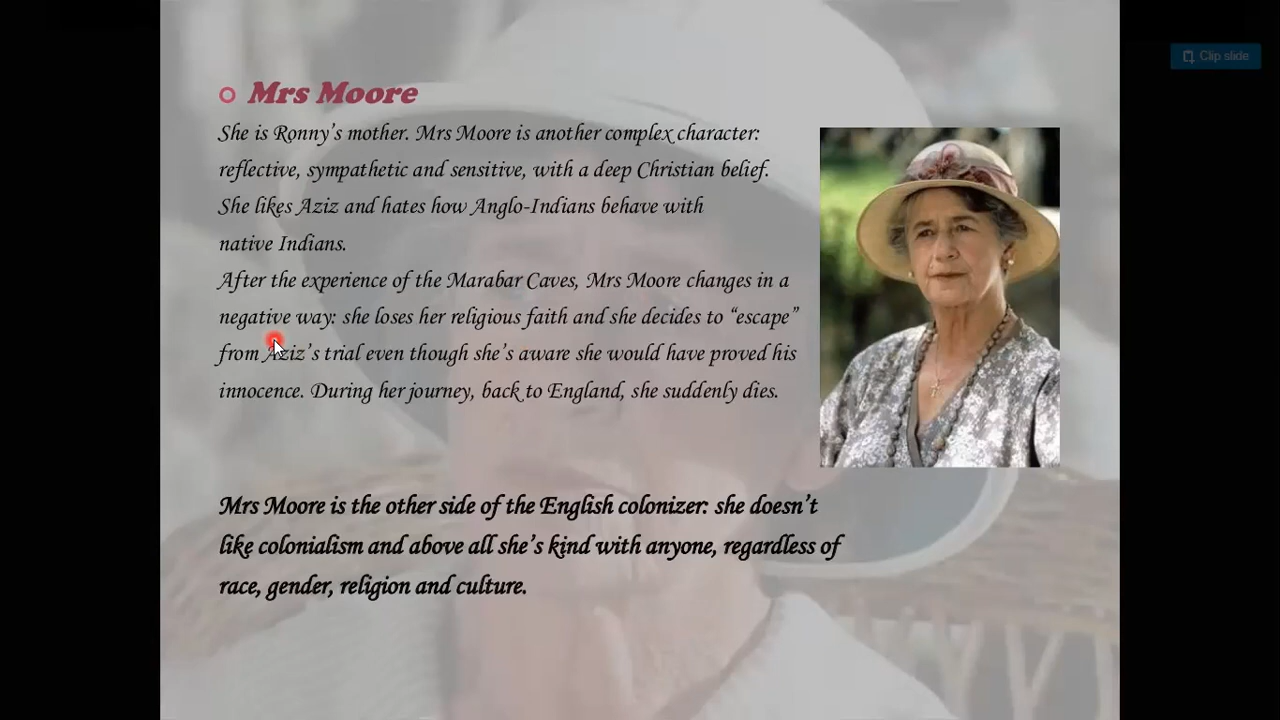 Clip slide
Mrs Moore
She is Ronny's mother. Mrs Moore is another complex character:
reflective, sympathetic and sensitive, with a deep Christian belief.
She likes Aziz and hates how Anglo-Indians behave with
native Indians.
After the experience of the Marabar Caves, Mrs Moore changes in a
negative way: she loses her religious faith and she decides to “escape”
from Aziz's trial even though she's aware she would have proved his
innocence. During her journey, back to England, she suddenly dies.
Mrs Moore is the other side of the English colonizer: she doesn't
like colonialism and above all she's kind with anyone, regardless of
race, gender, religion and culture.